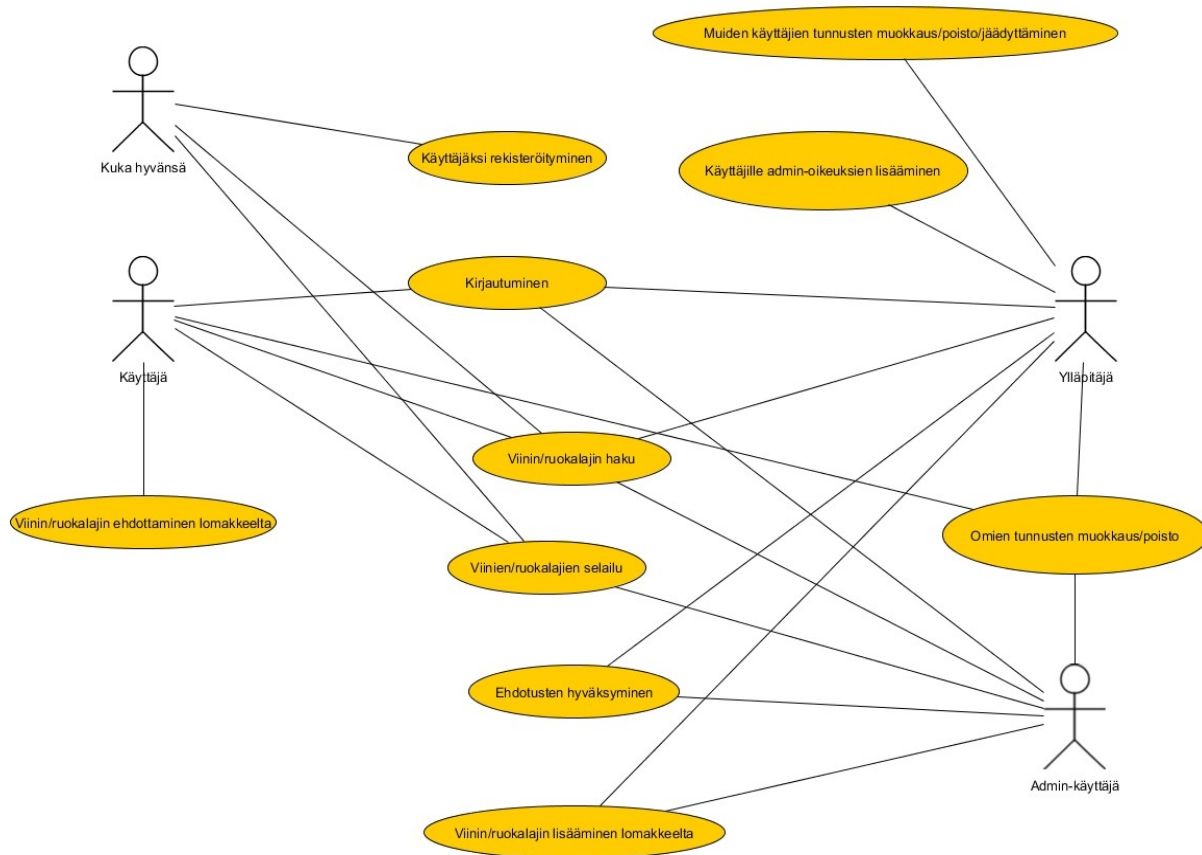 Muiden käyttäjien tunnusten muokkaus/poisto/jäädyttäminen
Kuka hyvänsä
Käyttäjäksi rekisteröityminen
Käyttäjille admin-oikeuksien lisääminen
Kirjautuminen
Käyttäjä
Ylläpitäjä
Viinin/ruokalajin haku
Viinin/ruokalajin ehdottaminen lomakkeelta
Omien tunnusten muokkaus/poisto
Viinien/ruokalajien selailu
Ehdotusten hyväksyminen
Admin-käyttäjä
Viinin/ruokalajin lisääminen lomakkeelta